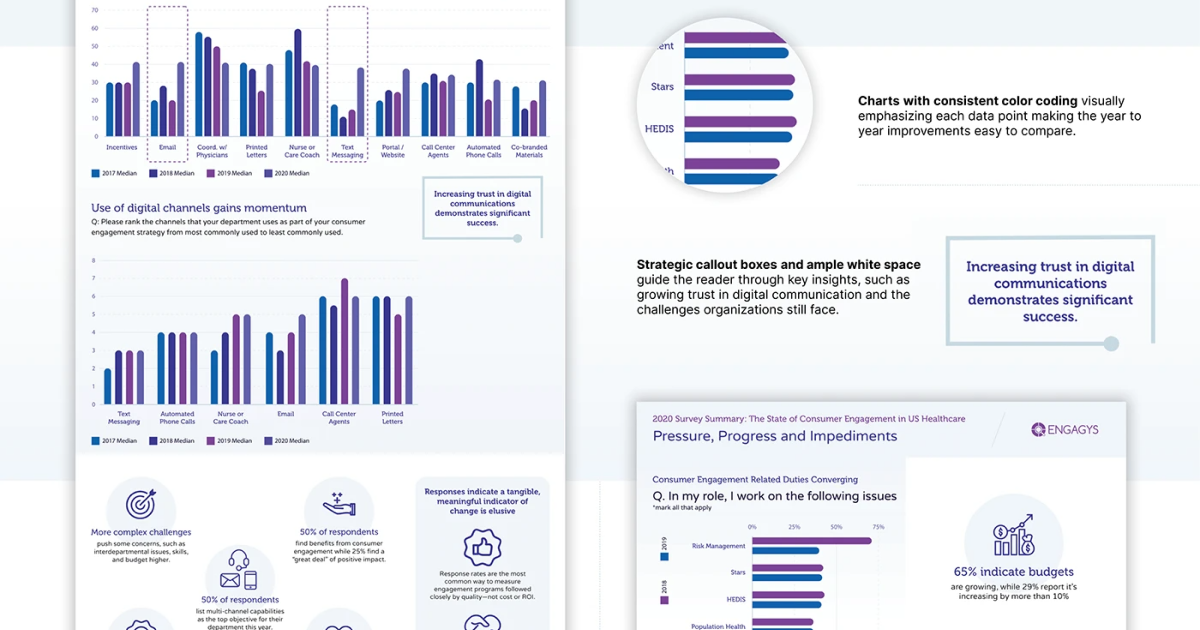 70
60
50
40
30
20
10
0
Incentives
Email
Coord. w/
Physicians
Printed
Letters
Nurse or
Care Coach
Text
Messaging
Portal /
Website
Call Center
Agents
Automated
Phone Calls
Co-branded
Materials
2017 Median
2018 Median
2019 Median
2020 Median
Use of digital channels gains momentum
Q: Please rank the channels that your department uses as part of your consumer
engagement strategy from most commonly used to least commonly used.
Increasing trust in digital
communications
demonstrates significant
success.
8
7
6
5
4
3
2
1
0
Text
Messaging
Automated
Phone Calls
Nurse or
Care Coach
Email
Call Center
Agents
Printed
Letters
2017 Median
2018 Median
2019 Median
2020 Median
More complex challenges
push some concerns, such as
interdepartmental issues, skills,
and budget higher.
50% of respondents
list multi-channel capabilities
as the top objective for their
department this year.
50% of respondents
find benefits from consumer
engagement while 25% find a
"great deal" of positive impact.
Responses indicate a tangible,
meaningful indicator of
change is elusive
Response rates are the most
common way to measure
engagement programs followed
closely by quality—not cost or ROI.
ent
Stars
HEDIS
th
Charts with consistent color coding visually
emphasizing each data point making the year to
year improvements easy to compare.
Strategic callout boxes and ample white space
guide the reader through key insights, such as
growing trust in digital communication and the
challenges organizations still face.
Increasing trust in digital
communications
demonstrates significant
success.
2020 Survey Summary: The State of Consumer Engagement in US Healthcare
Pressure, Progress and Impediments
ENGAGYS
Consumer Engagement Related Duties Converging
Q. In my role, I work on the following issues
*mark all that apply
0%
25%
50%
75%
2019
2018
Risk Management
Stars
HEDIS
Population Health
65% indicate budgets
are growing, while 29% report it's
increasing by more than 10%